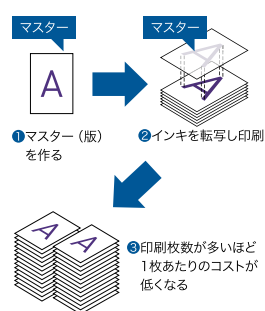 マスター
マスター
A
❶マスター（版）
を作る
❷インキを転写し印刷
A
A
❸印刷枚数が多いほど
1枚あたりのコストが
低くなる